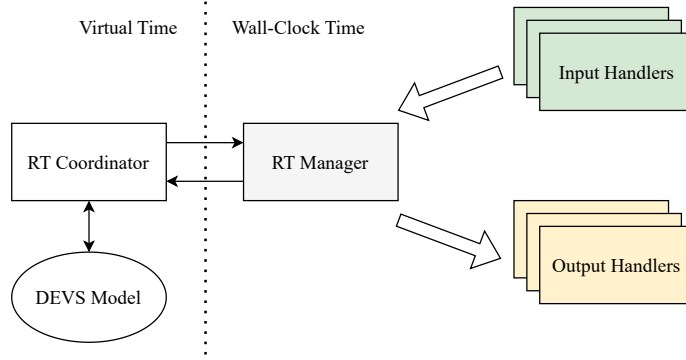 Virtual Time
Wall-Clock Time
Input Handlers
RT Coordinator
RT Manager
Output Handlers
DEVS Model